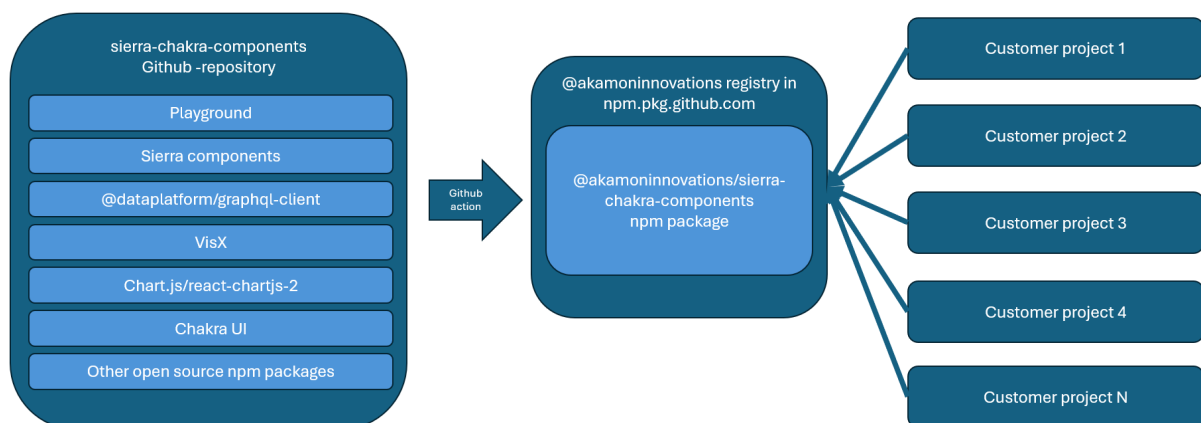 sierra-chakra-components
Github -repository
Playground
Sierra components
@dataplatform/graphql-client
VisX
Chart.js/react-chartjs-2
Chakra UI
Other open source npm packages
Github
action
@akamoninnovations registry in
npm.pkg.github.com
@akamoninnovations/sierra-
chakra-components
npm package
Customer project 1
Customer project 2
Customer project 3
Customer project 4
Customer project N